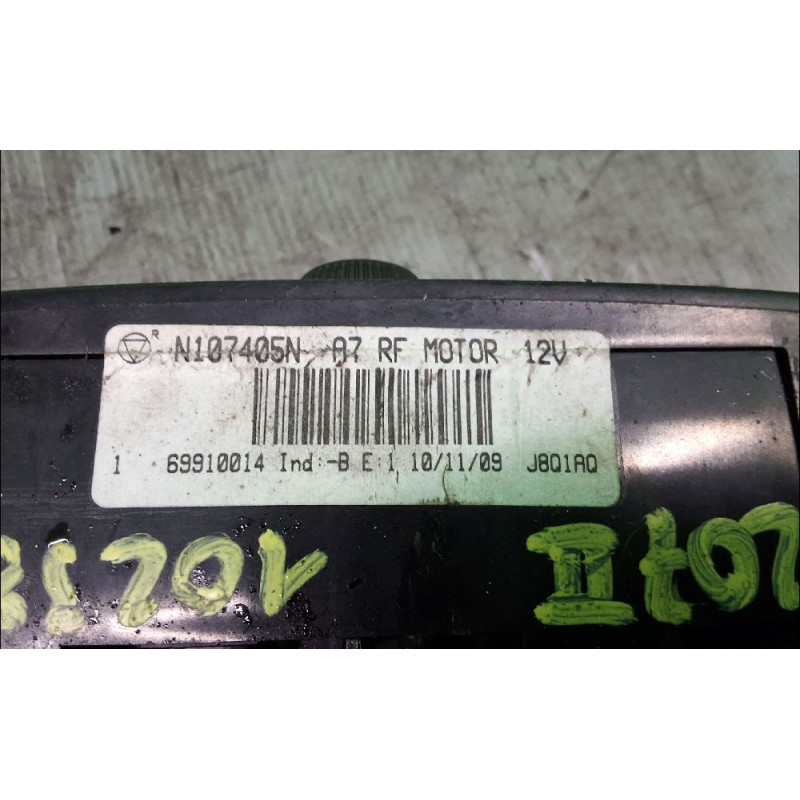 R N107405N A7 RF MOTOR 12V
1 69910014 Ind:-B E:1 10/11/09 J8Q1AQ